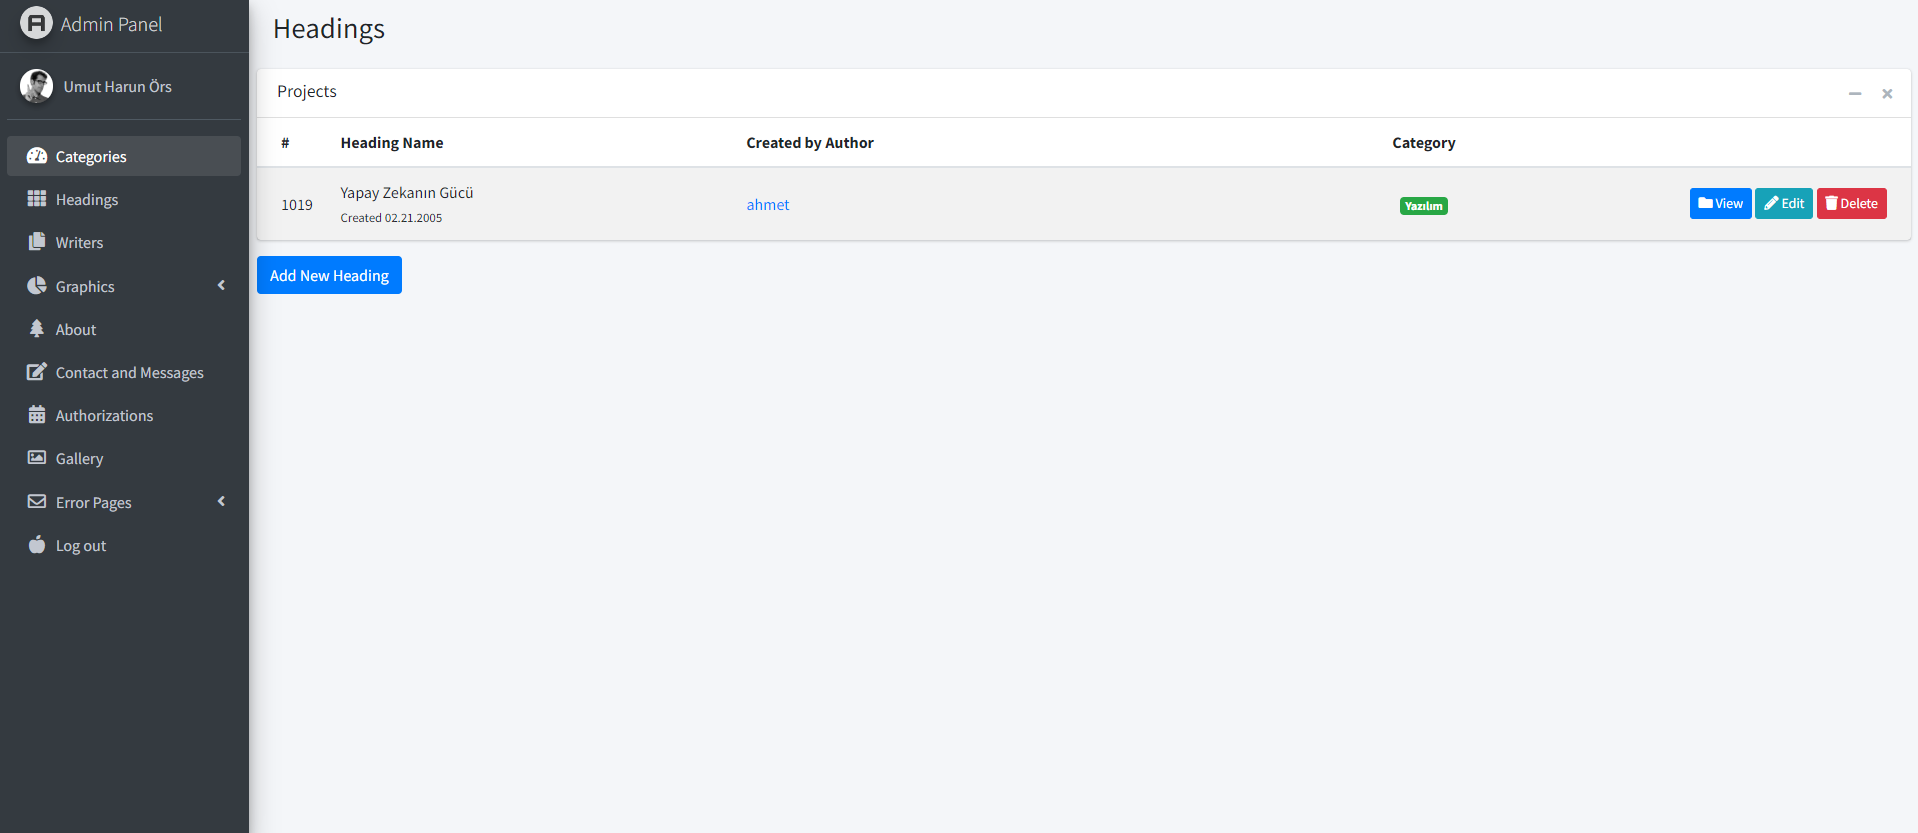 Admin Panel
Umut Harun Örs
Categories
Headings
Writers
Graphics
About
Contact and Messages
Authorizations
Gallery
Error Pages
Log out
Headings
Projects
# Heading Name Created by Author Category
1019 Yapay Zekanın Gücü ahmet Yazılım View Edit Delete
Created 02.21.2005
Add New Heading